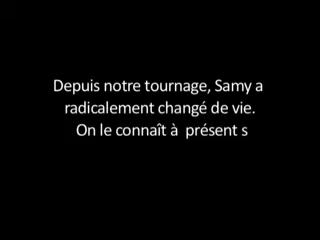 Depuis notre tournage, Samy a
radicalement changé de vie.
On le connaît à  présent s